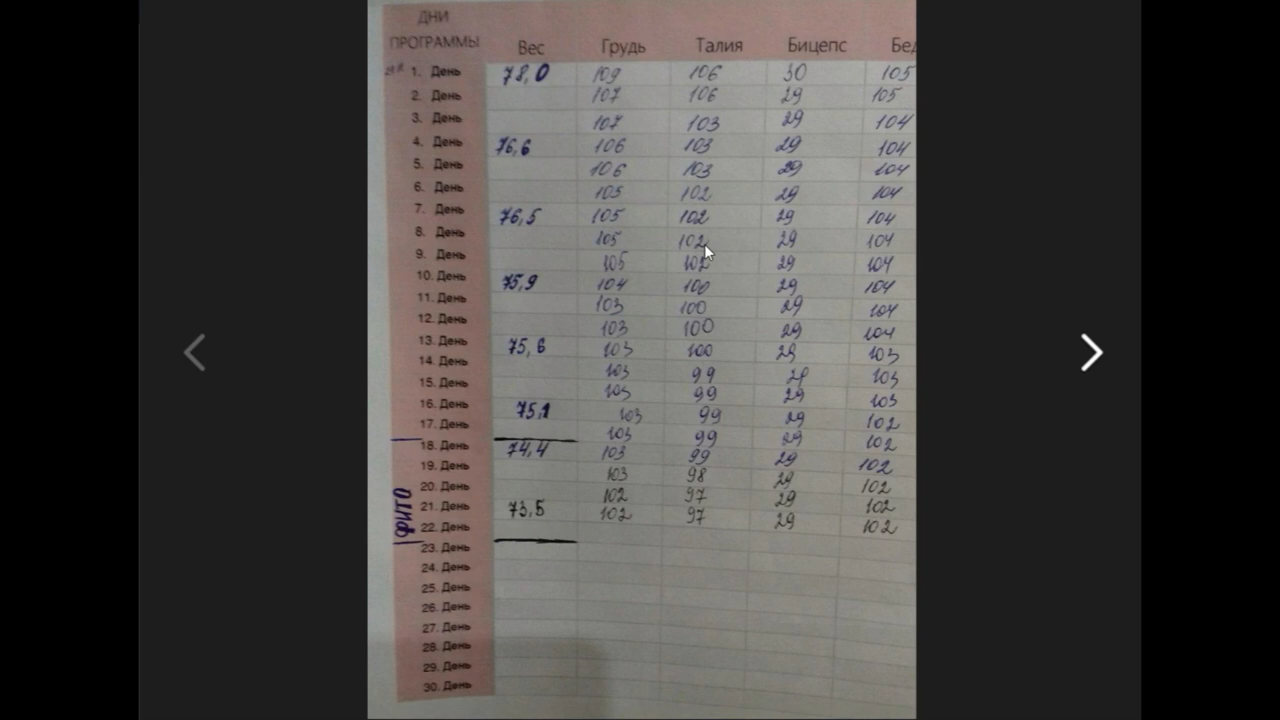 ДНИ
ПРОГРАММЫ Вес Грудь Талия Бицепс Бед
1. День 78,0 109 106 30 105
2. День 107 106 29 105
3. День 107 103 29 104
4. День 76,6 106 103 29 104
5. День 106 103 29 104
6. День 105 102 29 104
7. День 76,5 105 102 29 104
8. День 105 102 29 104
9. День 105 102 29 104
10. День 75,9 104 100 29 104
11. День 103 100 29 104
12. День 103 100 29 104
13. День 75,6 103 100 29 103
14. День 103 99 29 103
15. День 103 99 29 103
16. День 75,1 103 99 29 102
17. День 103 99 29 102
18. День 74,4 103 99 29 102
19. День 103 98 29 102
20. День 102 97 29 102
21. День 73,5 102 97 29 102
22. День
23. День
24. День
25. День
26. День
27. День
28. День
29. День
30. День
ФИТО